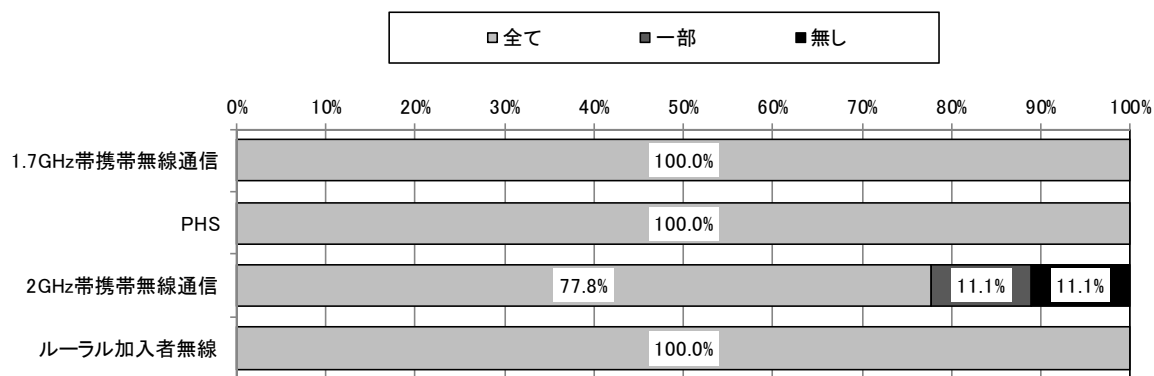 全て 一部 無し
0% 10% 20% 30% 40% 50% 60% 70% 80% 90% 100%
1.7GHz帯携帯無線通信 100.0%
PHS 100.0%
2GHz帯携帯無線通信 77.8% 11.1% 11.1%
ルーラル加入者無線 100.0%